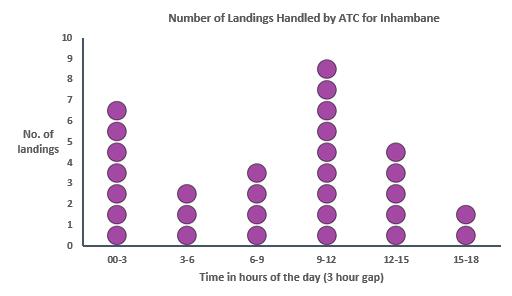 Number of Landings Handled by ATC for Inhambane
10
9
8
7
6
5
4
3
2
1
0
No. of
landings
00-3 3-6 6-9 9-12 12-15 15-18
Time in hours of the day (3 hour gap)